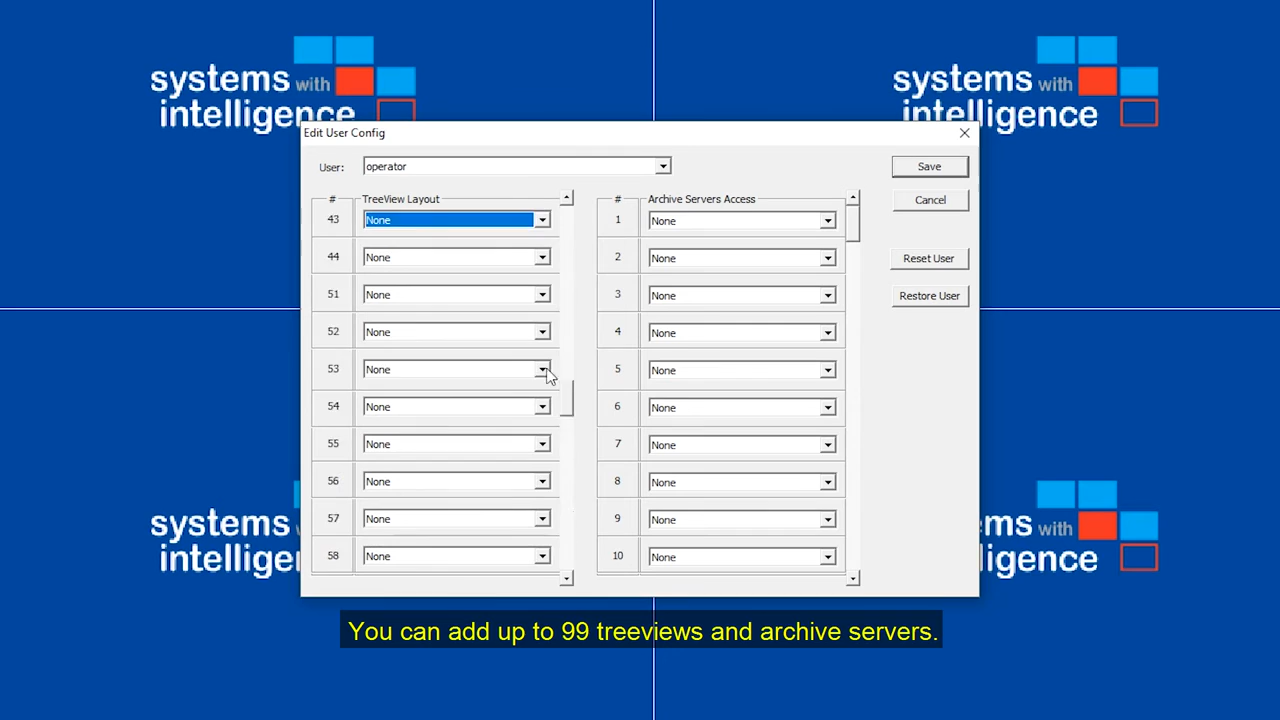 systems with
intelligence
systems with
intelligence
Edit User Config
User: operator
Save
Cancel
Reset User
Restore User
# TreeView Layout
43 None
44 None
51 None
52 None
53 None
54 None
55 None
56 None
57 None
58 None
# Archive Servers Access
1 None
2 None
3 None
4 None
5 None
6 None
7 None
8 None
9 None
10 None
systems
intellige
ms with
igence
You can add up to 99 treeviews and archive servers.